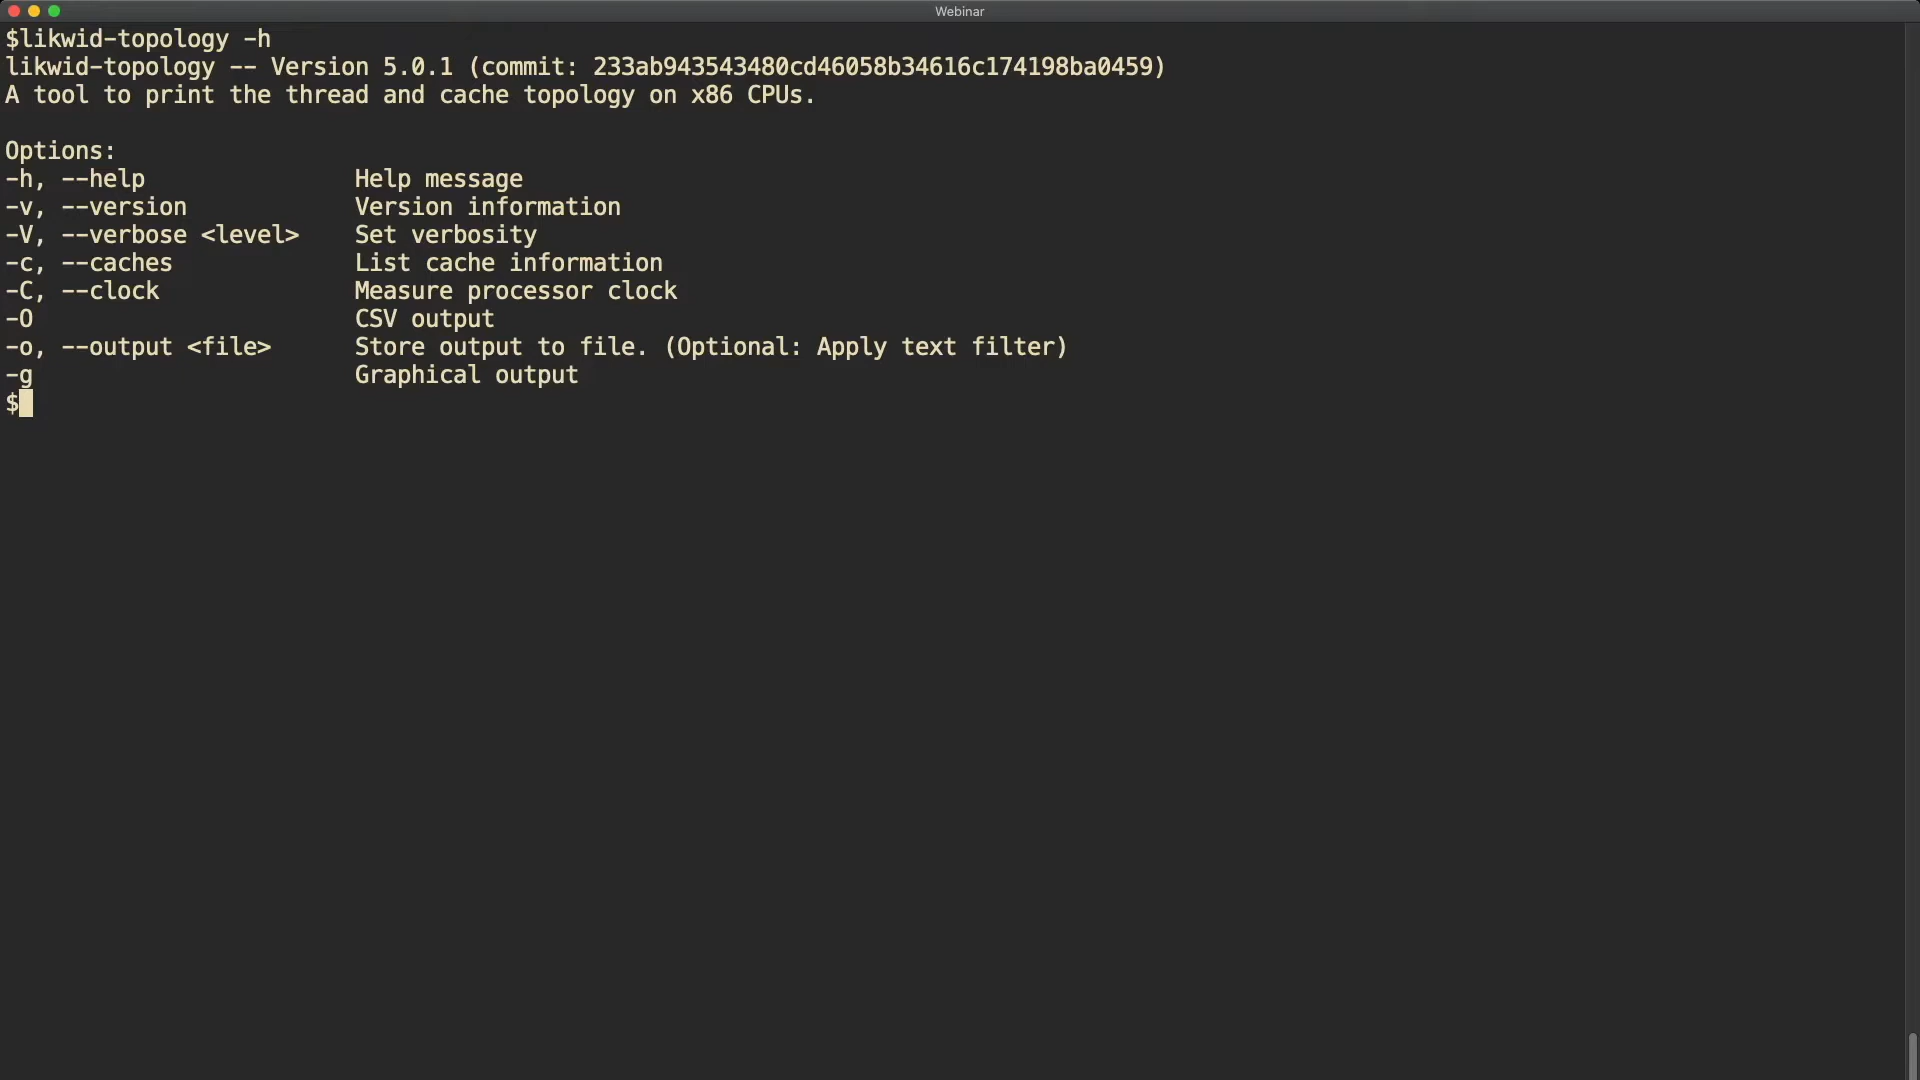 Webinar
$likwid-topology -h
likwid-topology -- Version 5.0.1 (commit: 233ab943543480cd46058b34616c174198ba0459)
A tool to print the thread and cache topology on x86 CPUs.
Options:
-h, --help Help message
-v, --version Version information
-V, --verbose <level> Set verbosity
-c, --caches List cache information
-C, --clock Measure processor clock
-O CSV output
-o, --output <file> Store output to file. (Optional: Apply text filter)
-g Graphical output
$